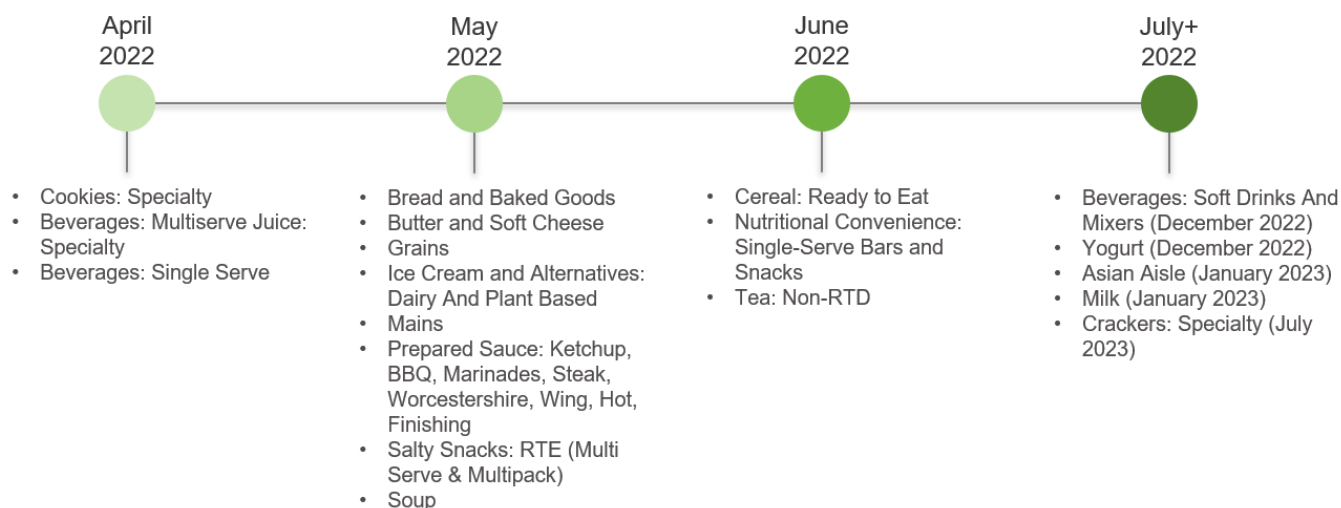 April
2022
May
2022
June
2022
July+
2022
• Cookies: Specialty
• Beverages: Multiserve Juice:
Specialty
• Beverages: Single Serve
• Bread and Baked Goods
• Butter and Soft Cheese
• Grains
• Ice Cream and Alternatives:
Dairy And Plant Based
• Mains
• Prepared Sauce: Ketchup,
BBQ, Marinades, Steak,
Worcestershire, Wing, Hot,
Finishing
• Salty Snacks: RTE (Multi
Serve & Multipack)
• Soup
• Cereal: Ready to Eat
• Nutritional Convenience:
Single-Serve Bars and
Snacks
• Tea: Non-RTD
• Beverages: Soft Drinks And
Mixers (December 2022)
• Yogurt (December 2022)
• Asian Aisle (January 2023)
• Milk (January 2023)
• Crackers: Specialty (July
2023)